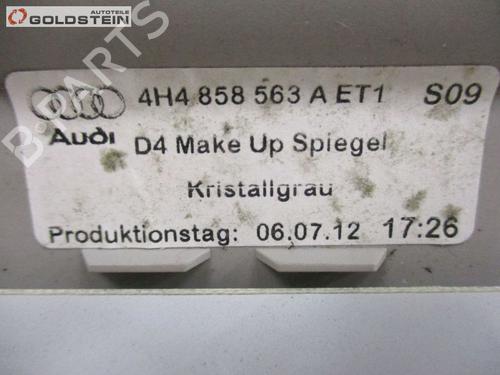 GOLDSTEIN
B-PARTS
4H4 858 563 A ET1 S09
Audi
D4 Make Up Spiegel
Kristallgrau
Produktionstag: 06.07.12 17:26